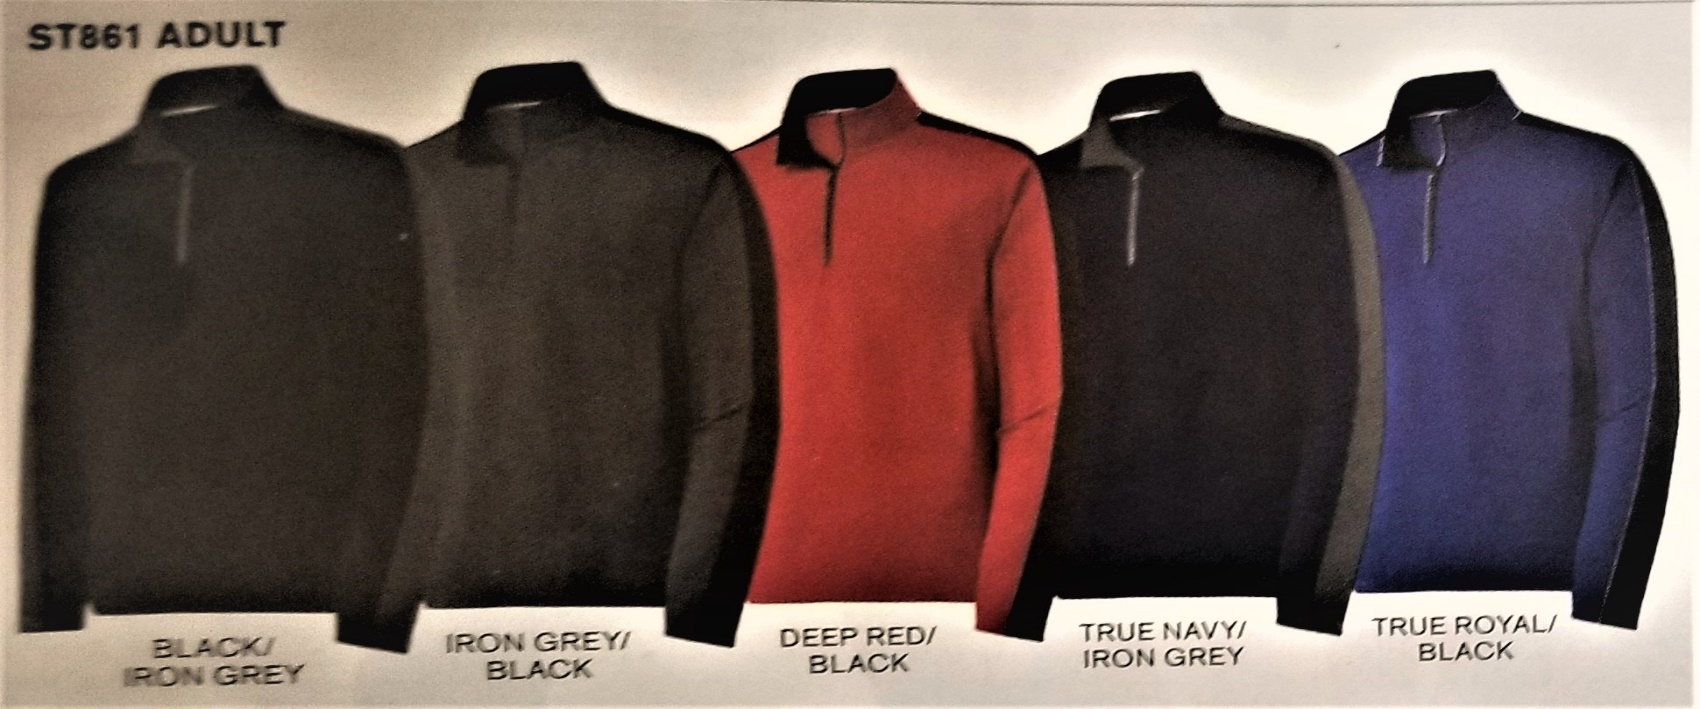 ST861 ADULT
BLACK/
IRON GREY
IRON GREY/
BLACK
DEEP RED/
BLACK
TRUE NAVY/
IRON GREY
TRUE ROYAL/
BLACK